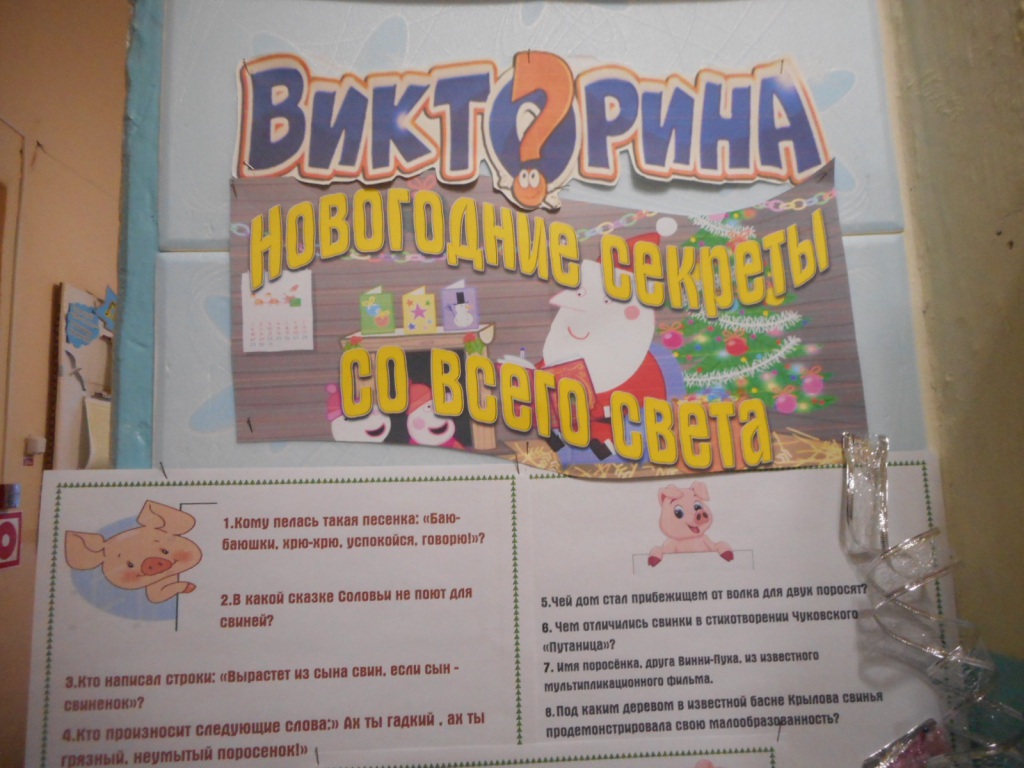 ВИКТОРИНА
НОВОГОДНИЕ СЕКРЕТЫ
СО ВСЕГО СВЕТА
1.Кому пелась такая песенка: «Баю-
баюшки, хрю-хрю, успокойся, говорю!»?
2.В какой сказке Соловьи не поют для
свиней?
3.Кто написал строки: «Вырастет из сына свин, если сын -
свиненок»?
4.Кто произносит следующие слова:» Ах ты гадкий , ах ты
грязный, неумытый поросенок!»
5.Чей дом стал прибежищем от волка для двух поросят?
6. Чем отличились свинки в стихотворении Чуковского
«Путаница»?
7. Имя поросёнка, друга Винни-Пуха, из известного
мультипликационного фильма.
8.Под каким деревом в известной басне Крылова свинья
продемонстрировала свою малообразованность?